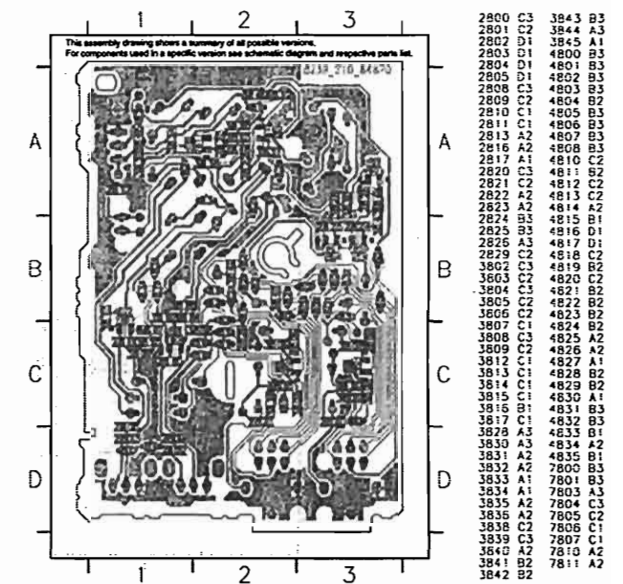 1 2 3
This assembly drawing shows a summary of all possible versions.
For components used in a specific version see schematic diagram and respective parts list.
A A
B B
C C
D D
1 2 3
2800 C3 3843 B3
2801 C2 3844 A3
2802 D1 3845 A1
2803 D1 4800 B3
2804 D1 4801 B3
2805 D1 4802 B3
2808 C3 4803 B3
2809 C2 4804 B2
2810 C1 4805 B3
2811 C1 4806 B3
2813 A2 4807 B3
2816 A2 4808 B3
2817 A1 4810 C2
2820 C3 4811 B2
2821 C2 4812 C2
2822 A2 4813 C2
2823 A2 4814 A2
2824 B3 4815 B1
2825 B3 4816 D1
2826 A3 4817 D1
2829 C2 4818 C2
3802 C3 4819 B2
3803 C2 4820 C2
3804 C3 4821 B2
3805 C2 4822 B2
3806 C2 4823 B2
3807 C1 4824 B2
3808 C3 4825 A2
3809 C2 4826 A2
3812 C1 4827 A1
3813 C1 4828 B2
3814 C1 4829 B2
3815 C1 4830 A1
3816 B1 4831 B3
3817 C1 4832 B3
3828 A3 4833 B1
3830 A3 4834 A2
3831 A2 4835 B1
3832 A2 7800 B3
3833 A1 7801 B3
3834 A1 7803 A3
3835 A2 7804 C3
3836 A2 7805 C2
3838 C2 7806 C1
3839 C3 7807 C1
3840 A2 7810 A2
3841 B2 7811 A2
3842 B2